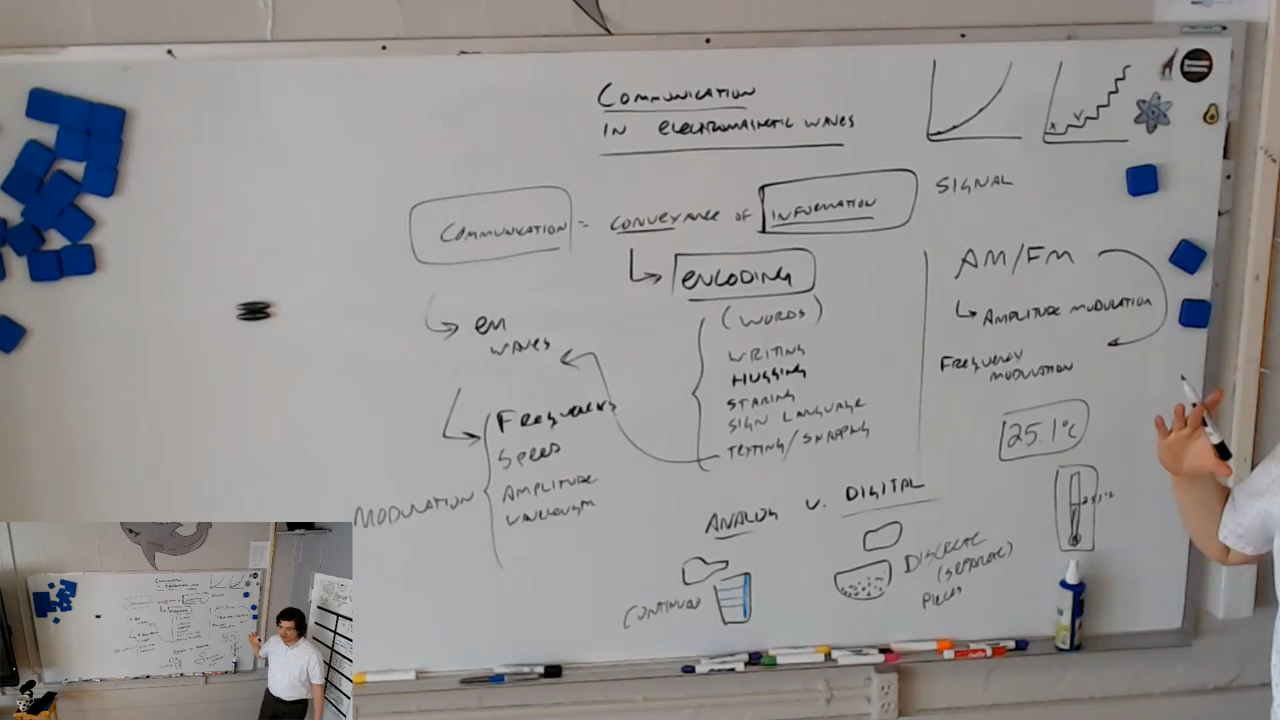 COMMUNICATION
IN ELECTROMAGNETIC WAVES
COMMUNICATION = CONVEYANCE OF INFORMATION
SIGNAL
ENCODING
(WORDS)
WRITING
HUGGING
STARING
SIGN LANGUAGE
TEXTING/SNAPPING
EM
WAVES
MODULATION
FREQUENCY
SPEED
AMPLITUDE
WAVELENGTH
AM/FM
AMPLITUDE MODULATION
FREQUENCY
MODULATION
25.1°C
ANALOG V. DIGITAL
CONTINUOUS
DISCRETE
(SEPARATE)
PIECES